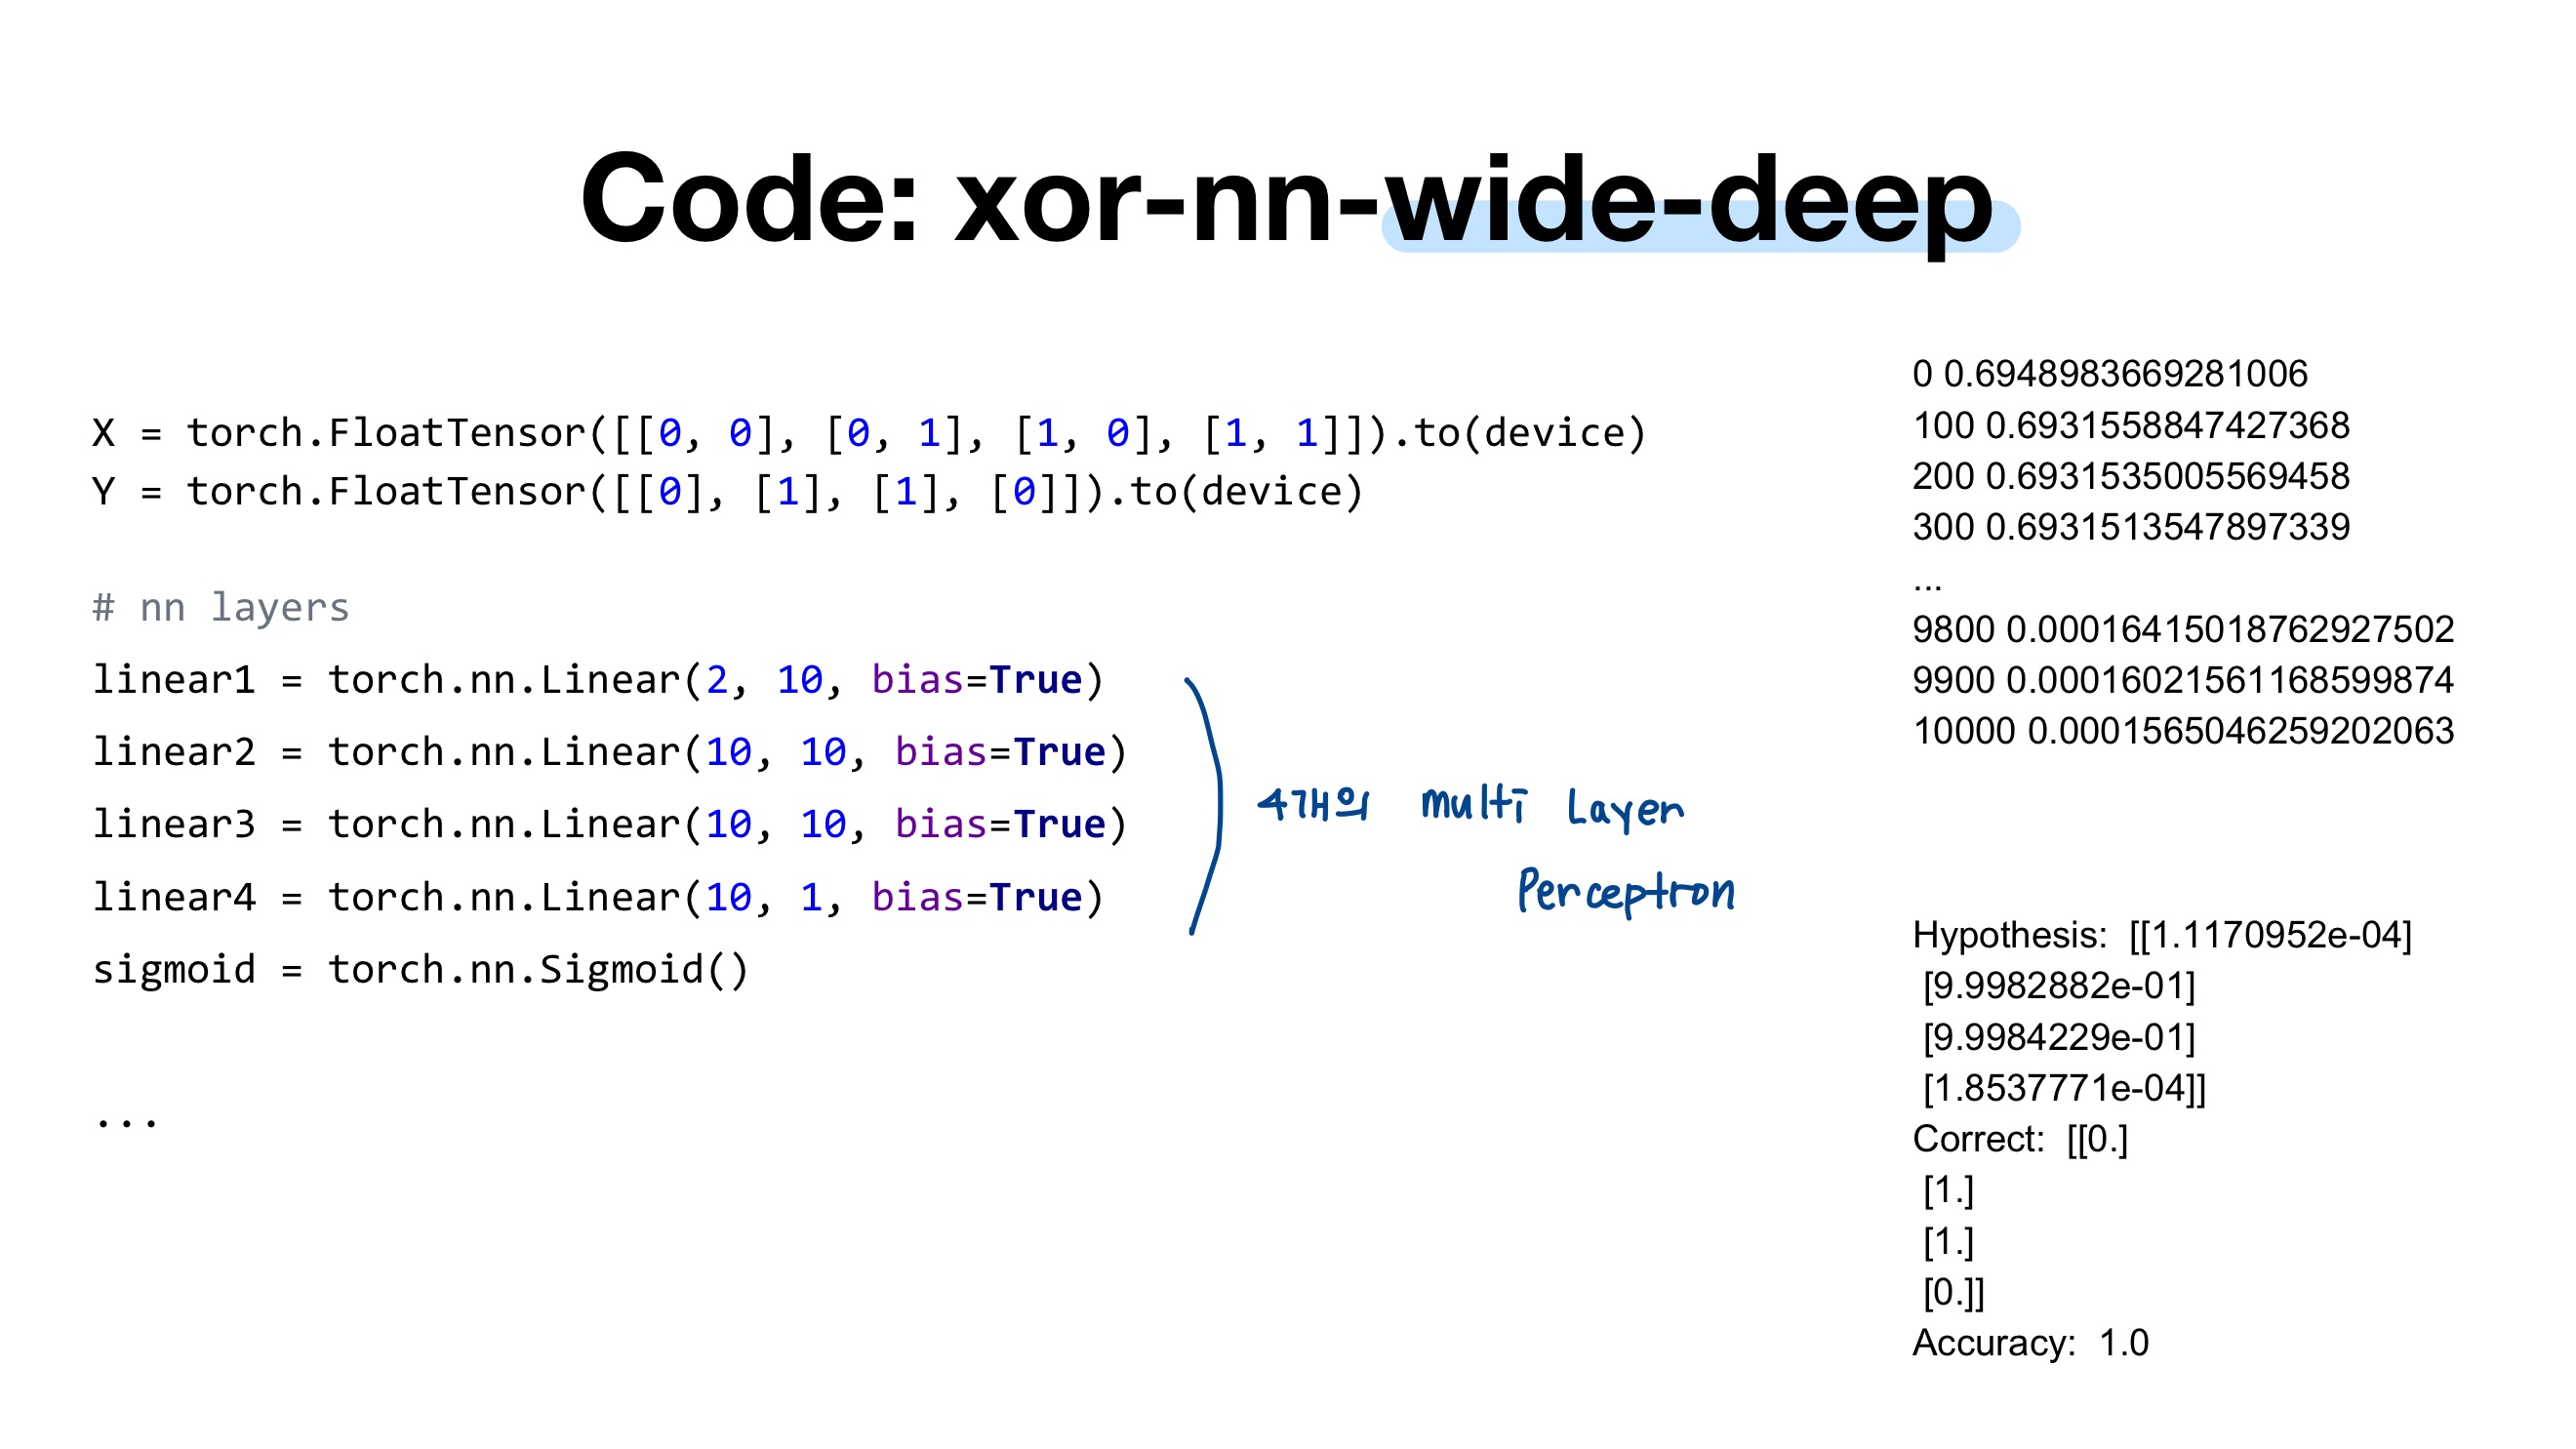 Code: xor-nn-wide-deep
X = torch.FloatTensor([[0, 0], [0, 1], [1, 0], [1, 1]]).to(device)
Y = torch.FloatTensor([[0], [1], [1], [0]]).to(device)
# nn layers
linear1 = torch.nn.Linear(2, 10, bias=True)
linear2 = torch.nn.Linear(10, 10, bias=True)
linear3 = torch.nn.Linear(10, 10, bias=True)
linear4 = torch.nn.Linear(10, 1, bias=True)
sigmoid = torch.nn.Sigmoid()
...
4개의 multi Layer
Perceptron
0 0.6948983669281006
100 0.6931558847427368
200 0.6931535005569458
300 0.6931513547897339
...
9800 0.00016415018762927502
9900 0.00016021561168599874
10000 0.0001565046259202063
Hypothesis:  [[1.1170952e-04]
[9.9982882e-01]
[9.9984229e-01]
[1.8537771e-04]]
Correct:  [[0.]
[1.]
[1.]
[0.]]
Accuracy:  1.0